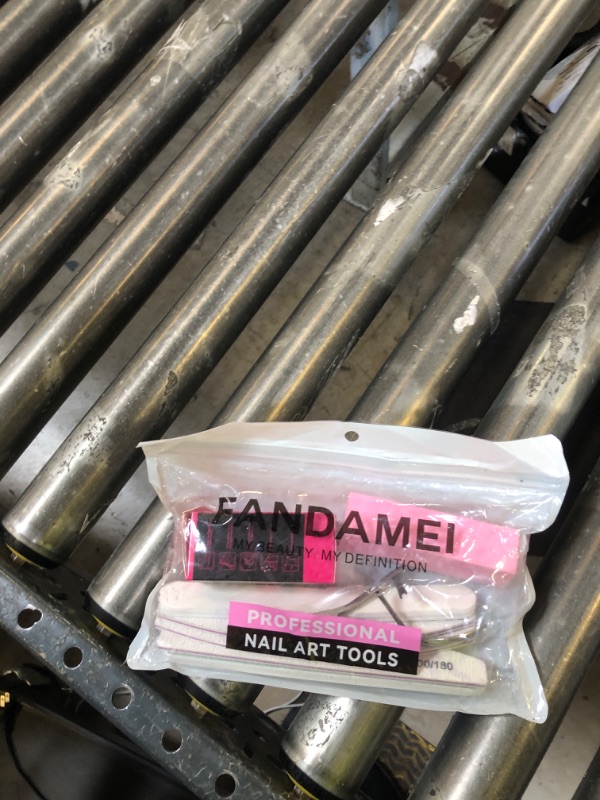 FANDAMEI
MY BEAUTY. MY DEFINITION
PROFESSIONAL
NAIL ART TOOLS